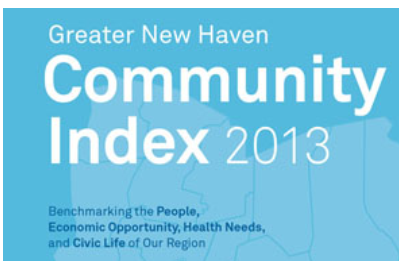 Greater New Haven
Community
Index 2013
Benchmarking the People,
Economic Opportunity, Health Needs,
and Civic Life of Our Region